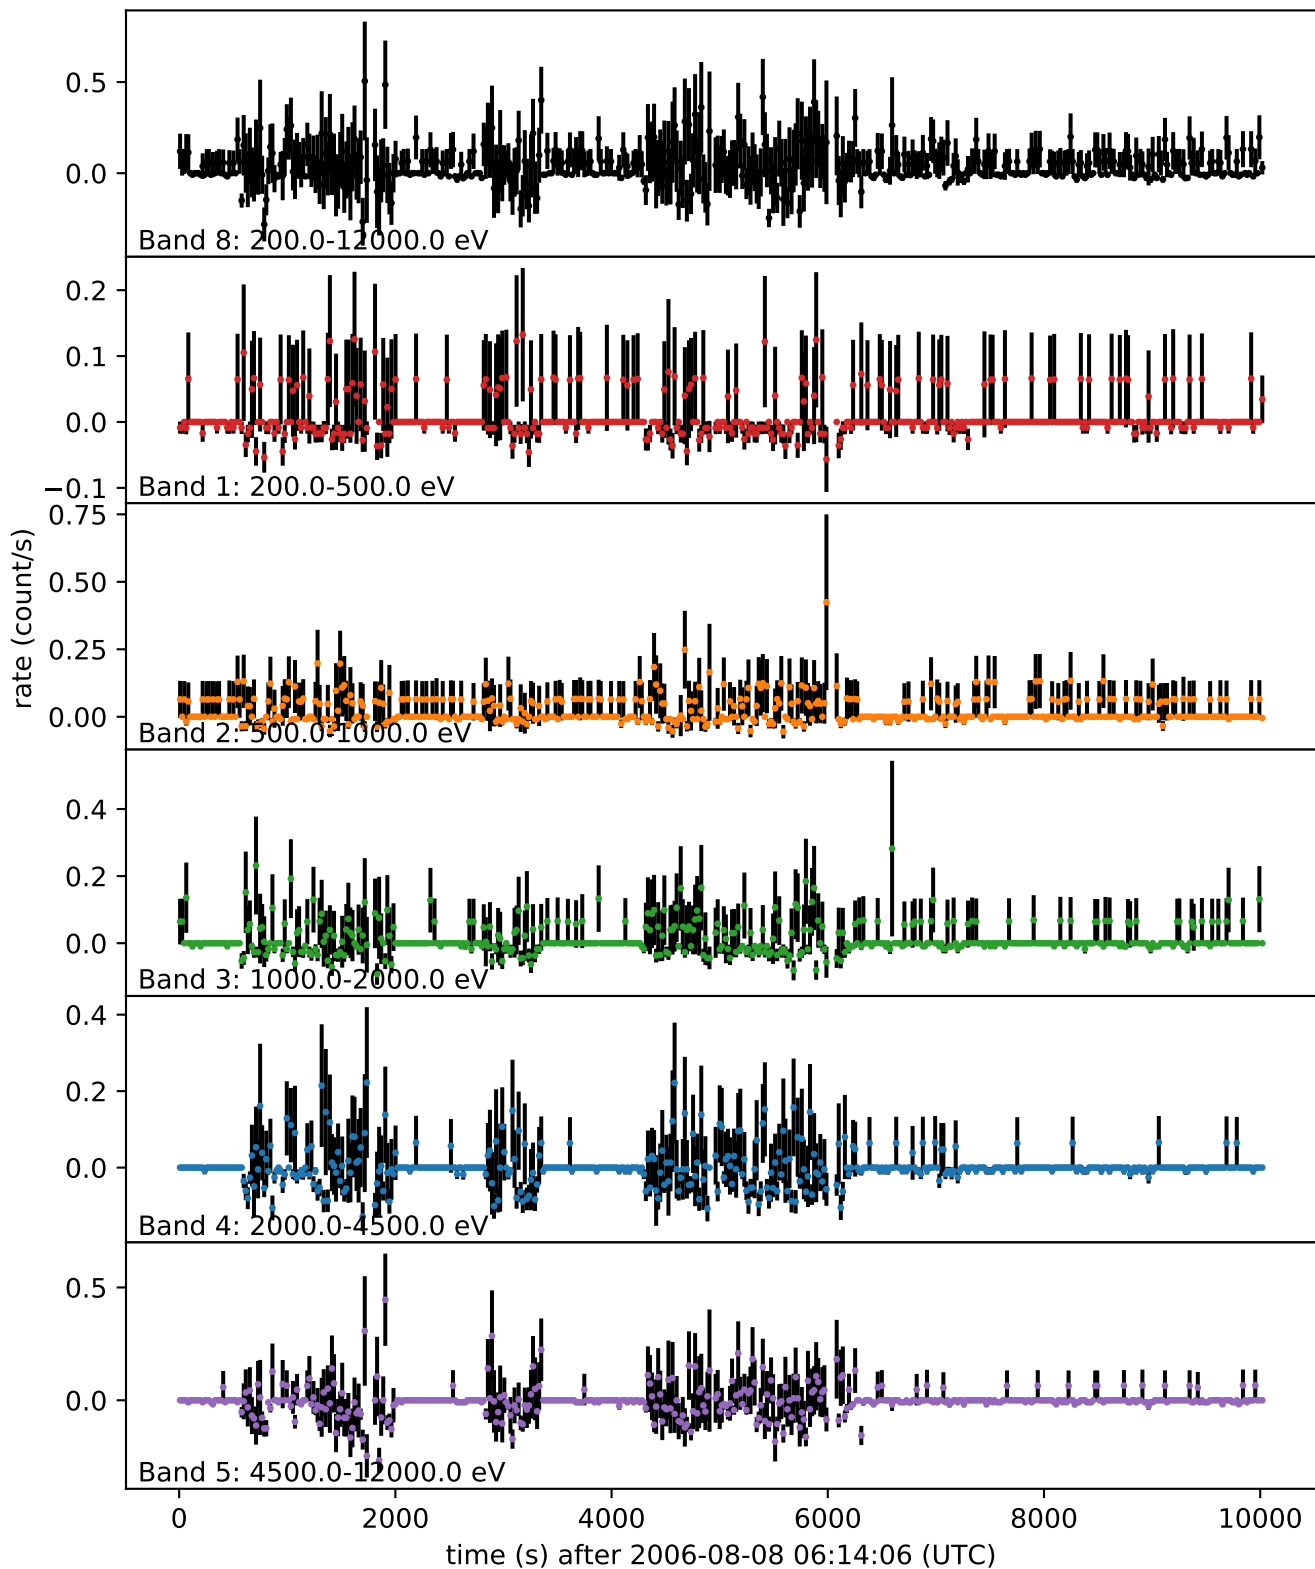 0.5
0.0
Band 8: 200.0-12000.0 eV
0.2
0.1
0.0
−0.1
Band 1: 200.0-500.0 eV
rate (count/s)
0.75
0.50
0.25
0.00
Band 2: 500.0-1000.0 eV
0.4
0.2
0.0
Band 3: 1000.0-2000.0 eV
0.4
0.2
0.0
Band 4: 2000.0-4500.0 eV
0.5
0.0
Band 5: 4500.0-12000.0 eV
0 2000 4000 6000 8000 10000
time (s) after 2006-08-08 06:14:06 (UTC)